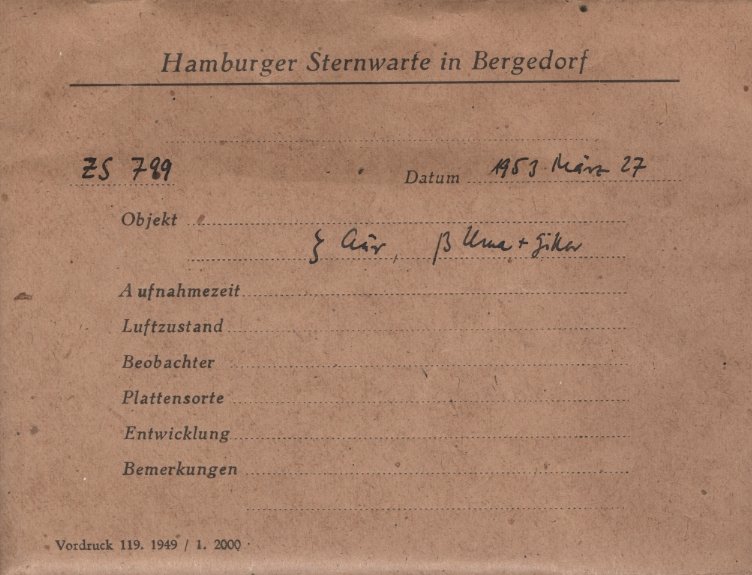 Hamburger Sternwarte in Bergedorf
ZS 789 Datum 1953 März 27
Objekt
ζ Aur, β Uma + Gitter
Aufnahmezeit
Luftzustand
Beobachter
Plattensorte
Entwicklung
Bemerkungen
Vordruck 119. 1949 / 1. 2000